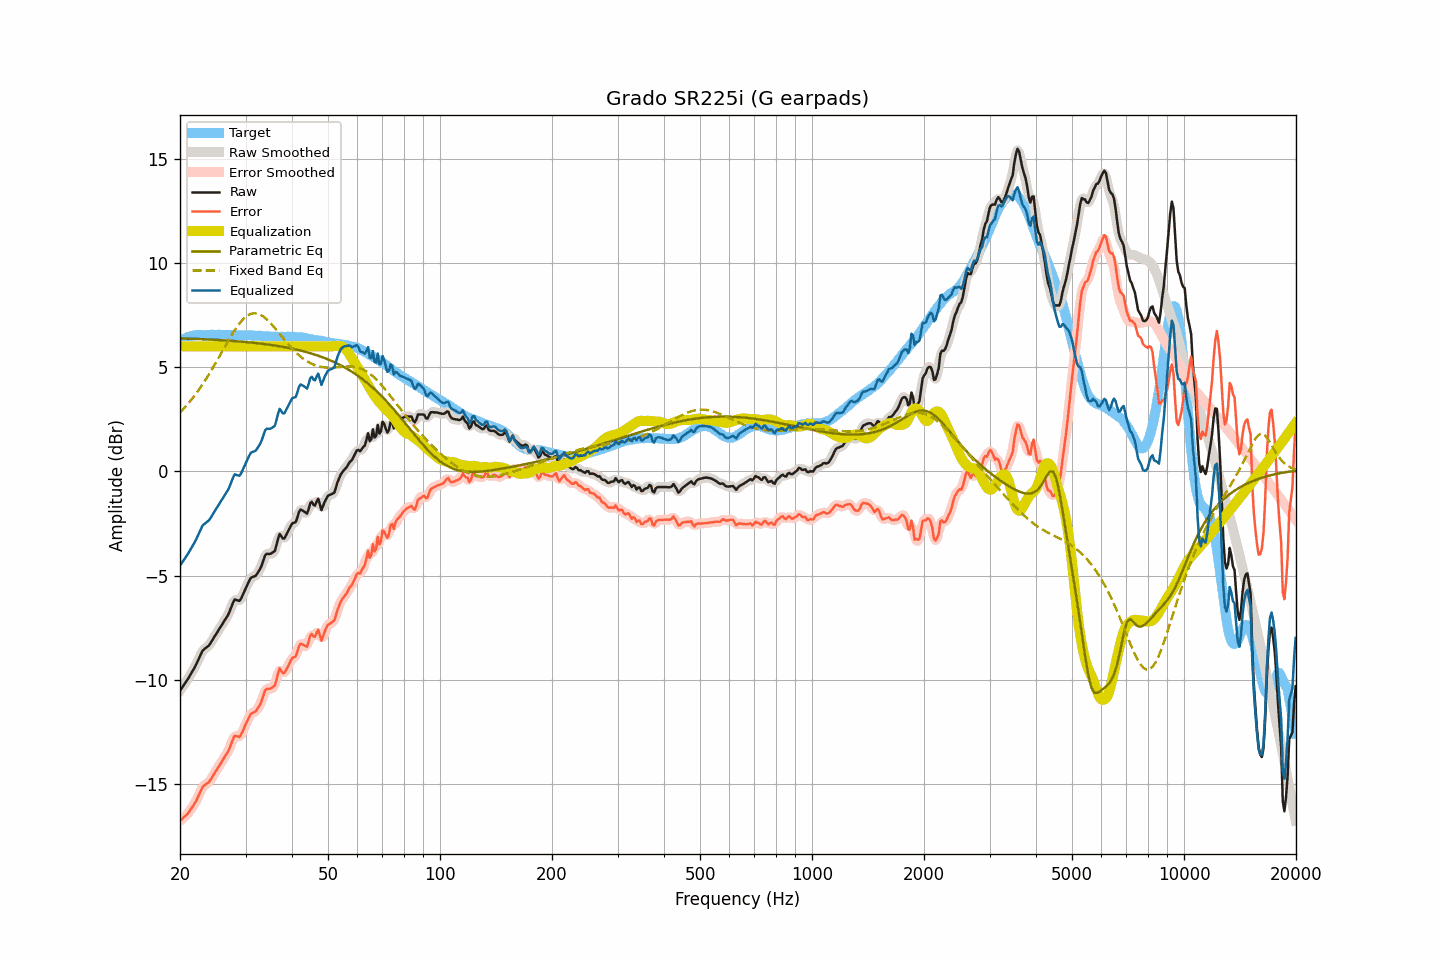 Grado SR225i (G earpads)
Target
Raw Smoothed
Error Smoothed
Raw
Error
Equalization
Parametric Eq
Fixed Band Eq
Equalized
15
10
5
0
−5
−10
−15
Amplitude (dBr)
20 50 100 200 500 1000 2000 5000 10000 20000
Frequency (Hz)